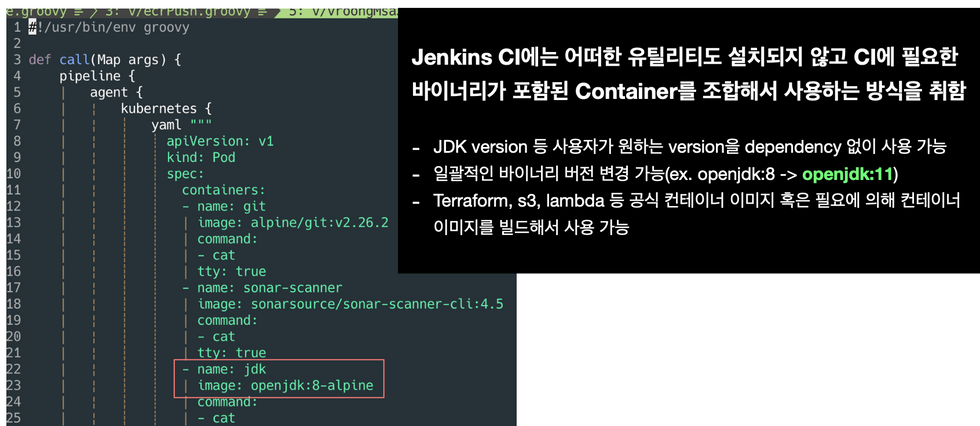 e.groovy > 3: v/ecrPush.groovy > 5: v/vroongMsa
1 #!/usr/bin/env groovy
2
3 def call(Map args) {
4 pipeline {
5 agent {
6 kubernetes {
7 yaml """
8 apiVersion: v1
9 kind: Pod
10 spec:
11 containers:
12 - name: git
13 image: alpine/git:v2.26.2
14 command:
15 - cat
16 tty: true
17 - name: sonar-scanner
18 image: sonarsource/sonar-scanner-cli:4.5
19 command:
20 - cat
21 tty: true
22 - name: jdk
23 image: openjdk:8-alpine
24 command:
25 - cat
Jenkins CI에는 어떠한 유틸리티도 설치되지 않고 CI에 필요한
바이너리가 포함된 Container를 조합해서 사용하는 방식을 취함
- JDK version 등 사용자가 원하는 version을 dependency 없이 사용 가능
- 일괄적인 바이너리 버전 변경 가능(ex. openjdk:8 -> openjdk:11)
- Terraform, s3, lambda 등 공식 컨테이너 이미지 혹은 필요에 의해 컨테이너
이미지를 빌드해서 사용 가능